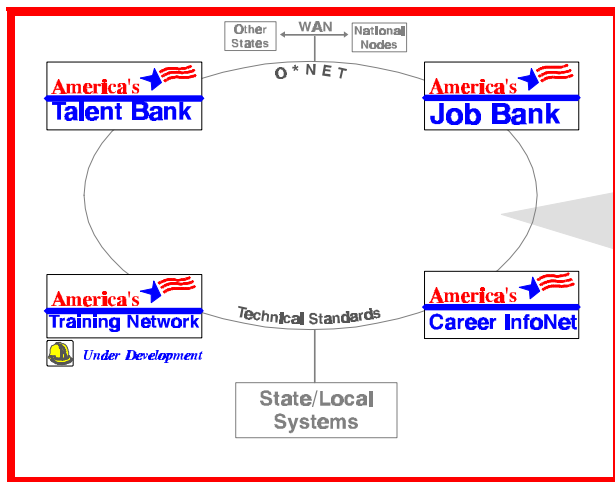 Other
States
WAN
National
Nodes
O*NET
America's
Talent Bank
America's
Job Bank
America's
Training Network
Under Development
Technical Standards
America's
Career InfoNet
State/Local
Systems